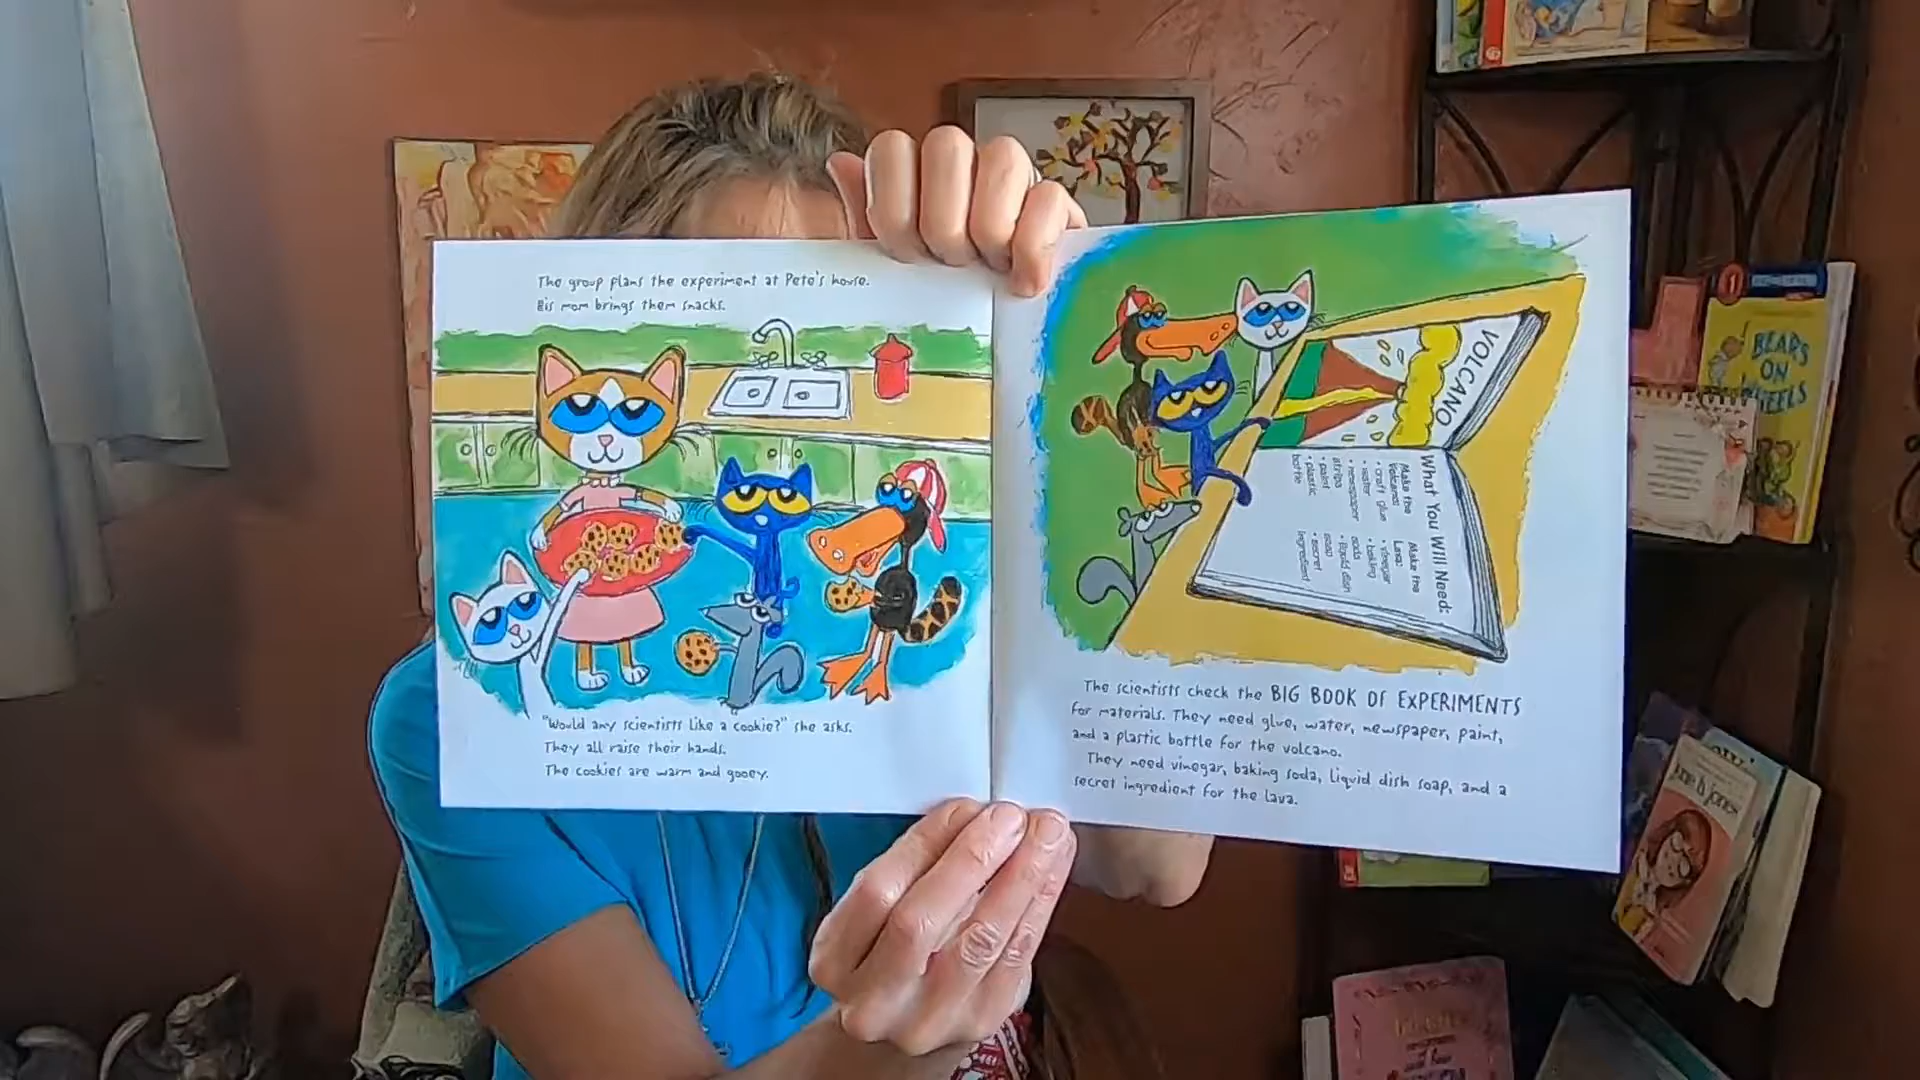 The group plans the experiment at Pete's house.
His mom brings them snacks.
"Would any scientists like a cookie?" she asks.
They all raise their hands.
The cookies are warm and gooey.
VOLCANO
What You Will Need:
Make the
Volcano:
• craft glue
• water
• newspaper
strips
• paint
• plastic
bottle
Make the
Lava:
• vinegar
• baking
soda
• liquid dish
soap
• secret
ingredient
The scientists check the BIG BOOK OF EXPERIMENTS
for materials. They need glue, water, newspaper, paint,
and a plastic bottle for the volcano.
They need vinegar, baking soda, liquid dish soap, and a
secret ingredient for the lava.
1
BEARS
ON
WHEELS